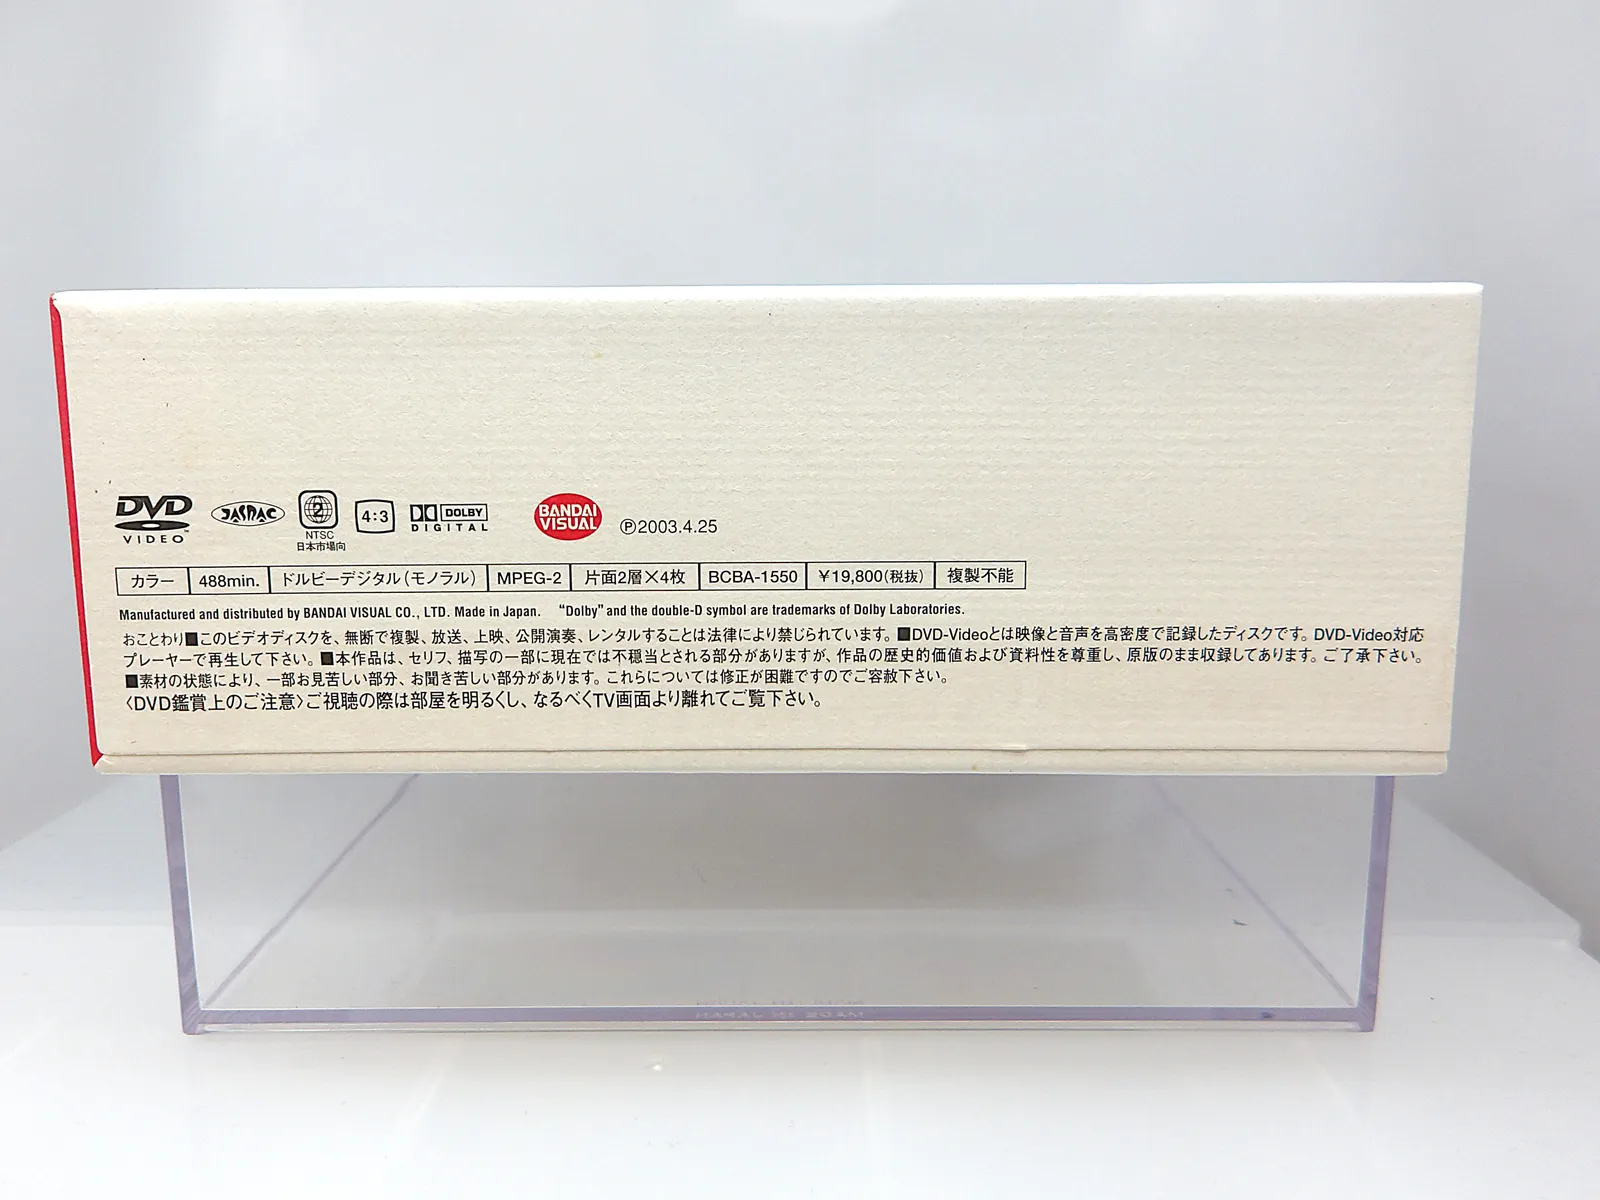 DVD VIDEO
JASRAC
2
NTSC
日本市場向
4:3
DOLBY DIGITAL
BANDAI VISUAL
Ⓟ2003.4.25
カラー 488min. ドルビーデジタル(モノラル) MPEG-2 片面2層×4枚 BCBA-1550 ¥19,800(税抜) 複製不能
Manufactured and distributed by BANDAI VISUAL CO., LTD. Made in Japan. “Dolby” and the double-D symbol are trademarks of Dolby Laboratories.
おことわり■このビデオディスクを、無断で複製、放送、上映、公開演奏、レンタルすることは法律により禁じられています。■DVD-Videoとは映像と音声を高密度で記録したディスクです。DVD-Video対応
プレーヤーで再生して下さい。■本作品は、セリフ、描写の一部に現在では不穏当とされる部分がありますが、作品の歴史的価値および資料性を尊重し、原版のまま収録してあります。ご了承下さい。
■素材の状態により、一部お見苦しい部分、お聞き苦しい部分があります。これらについては修正が困難ですのでご容赦下さい。
〈DVD鑑賞上のご注意〉ご視聴の際は部屋を明るくし、なるべくTV画面より離れてご覧下さい。